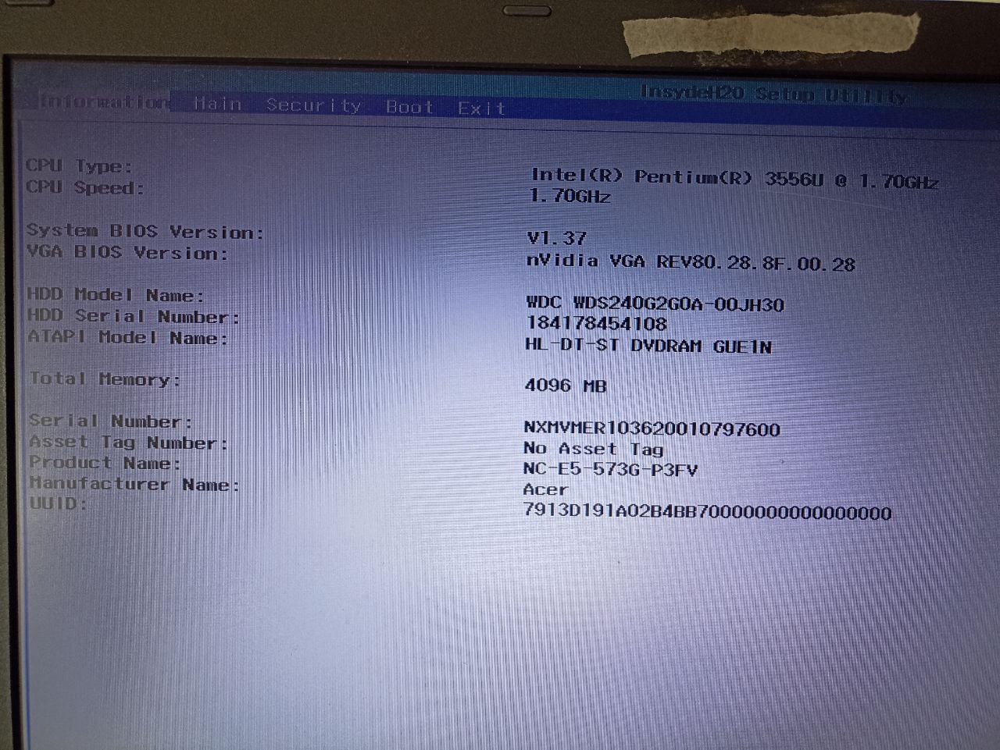 InsydeH20 Setup Utility
Information Main Security Boot Exit
CPU Type: Intel(R) Pentium(R) 3556U @ 1.70GHz
CPU Speed: 1.70GHz
System BIOS Version: V1.37
VGA BIOS Version: nVidia VGA REV80.28.8F.00.28
HDD Model Name: WDC WDS240G2G0A-00JH30
HDD Serial Number: 184178454108
ATAPI Model Name: HL-DT-ST DVDRAM GUE1N
Total Memory: 4096 MB
Serial Number: NXMVMER103620010797600
Asset Tag Number: No Asset Tag
Product Name: NC-E5-573G-P3FV
Manufacturer Name: Acer
UUID: 7913D191A02B4BB70000000000000000